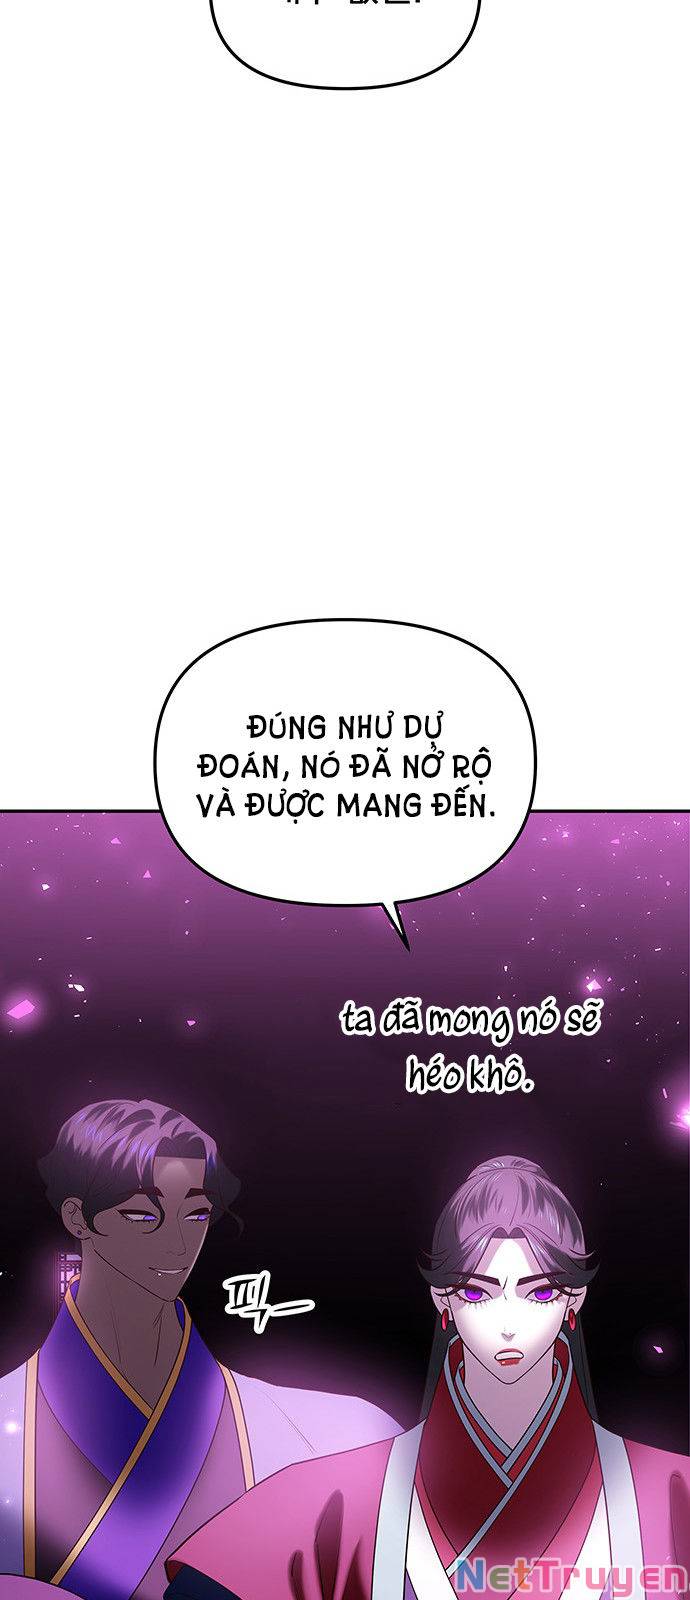 ĐÚNG NHƯ DỰ
ĐOÁN, NÓ ĐÃ NỞ RỘ
VÀ ĐƯỢC MANG ĐẾN.
ta đã mong nó sẽ
héo khô.
NetTruyen